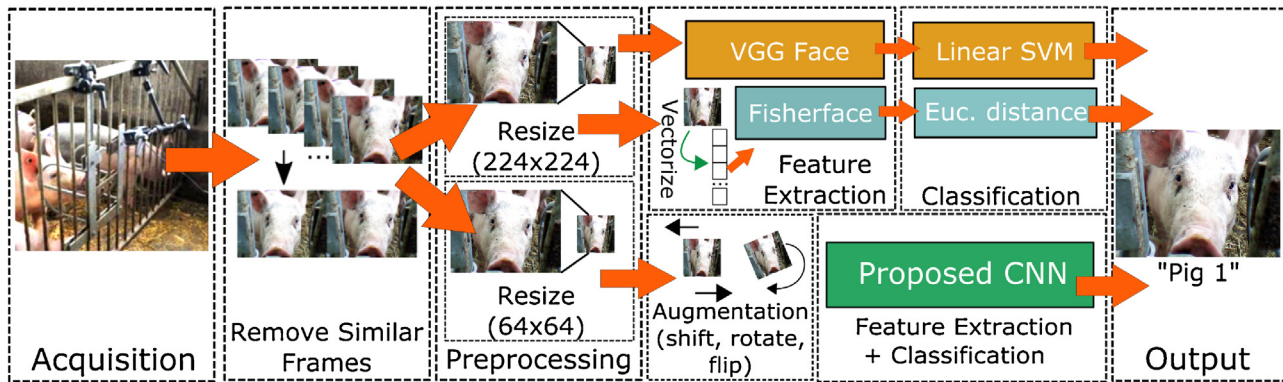 Acquisition
...
Remove Similar
Frames
Resize
(224x224)
Resize
(64x64)
Preprocessing
VGG Face
Vectorize
Fisherface
Feature
Extraction
Linear SVM
Euc. distance
Classification
Augmentation
(shift, rotate,
flip)
Proposed CNN
Feature Extraction
+ Classification
"Pig 1"
Output